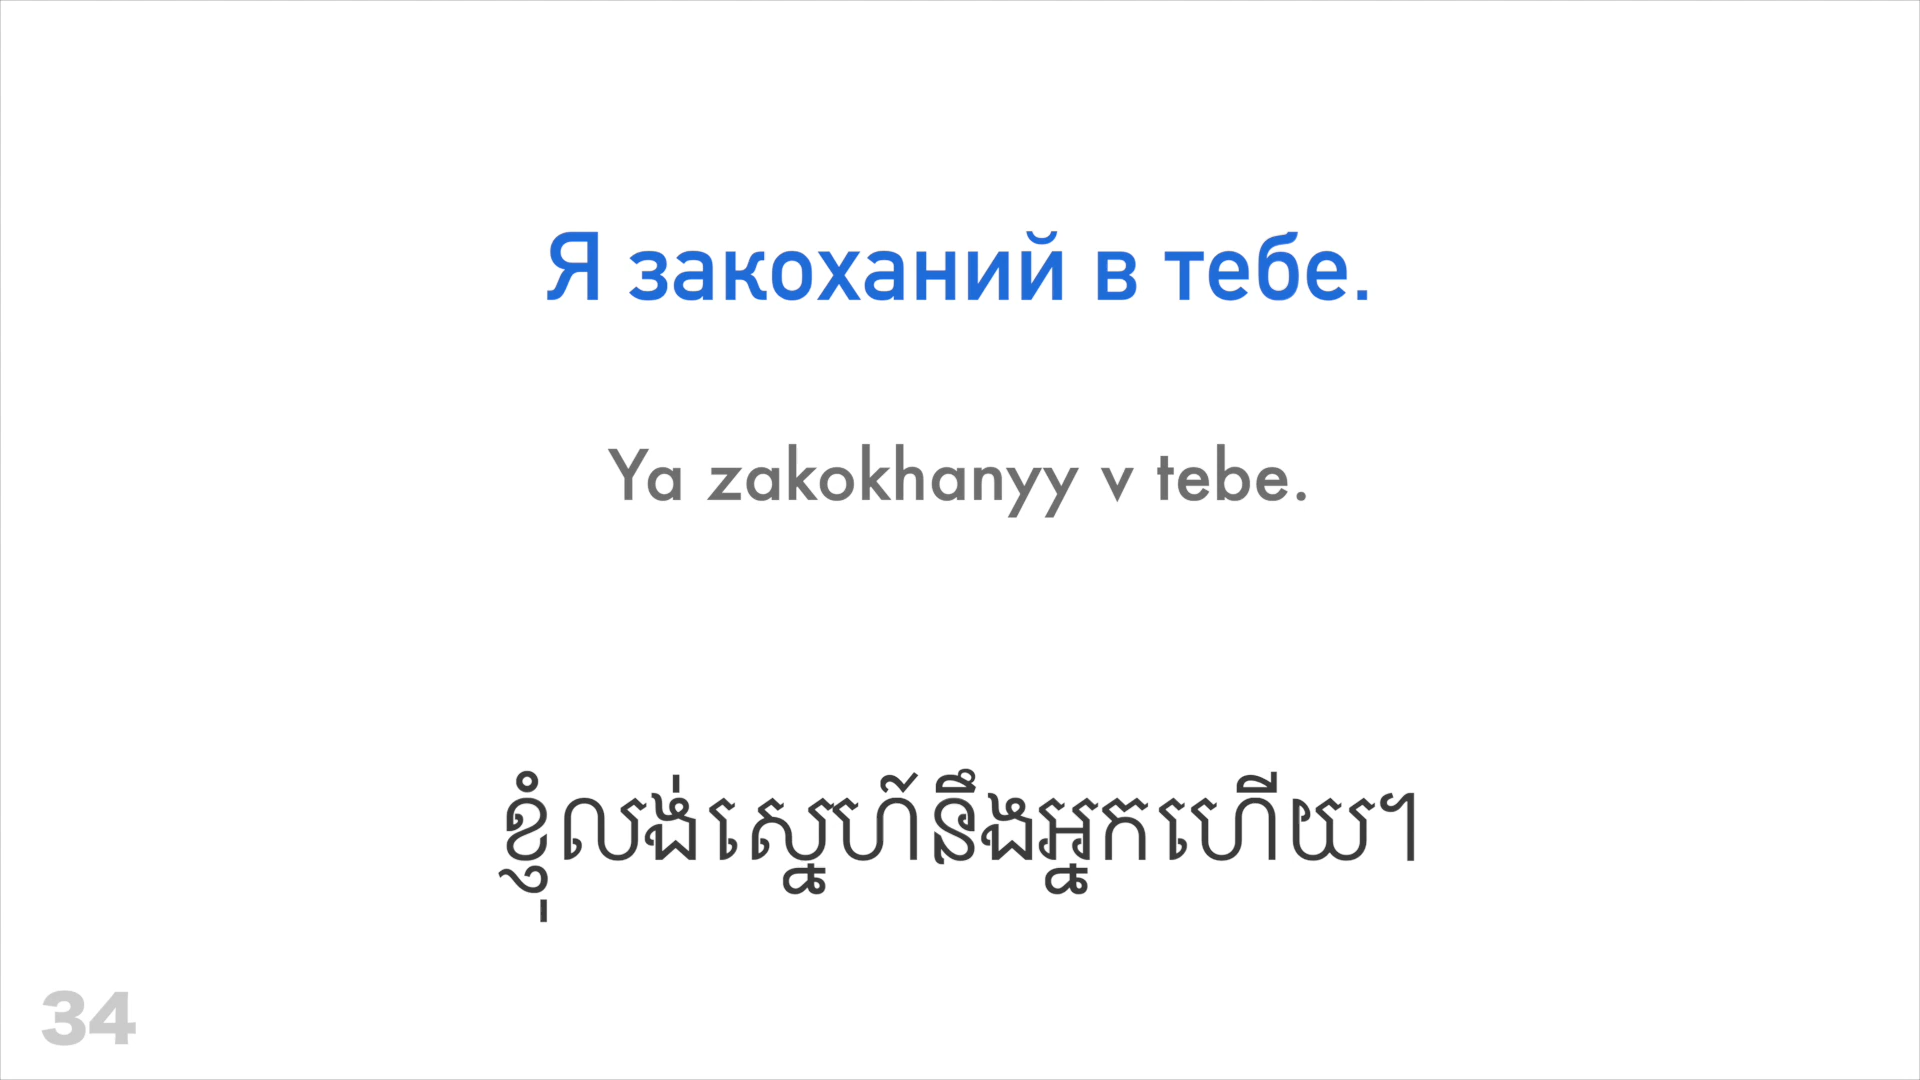 Я закоханий в тебе.
Ya zakokhanyy v tebe.
ខ្ញុំលង់ស្នេហ៍នឹងអ្នកហើយ។
34